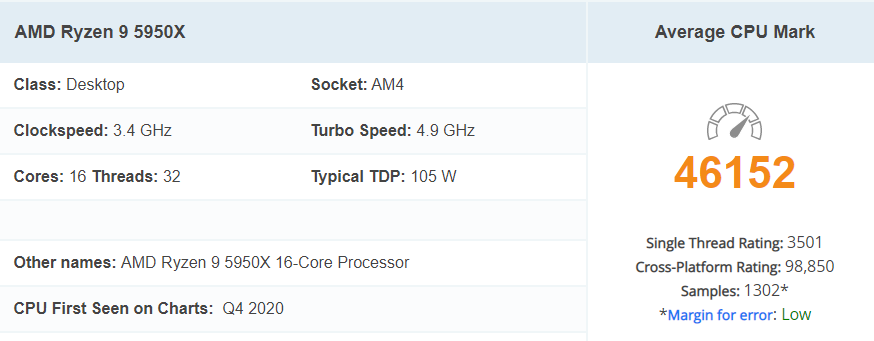 AMD Ryzen 9 5950X
Average CPU Mark
Class: Desktop
Socket: AM4
Clockspeed: 3.4 GHz
Turbo Speed: 4.9 GHz
Cores: 16 Threads: 32
Typical TDP: 105 W
Other names: AMD Ryzen 9 5950X 16-Core Processor
CPU First Seen on Charts: Q4 2020
46152
Single Thread Rating: 3501
Cross-Platform Rating: 98,850
Samples: 1302*
*Margin for error: Low